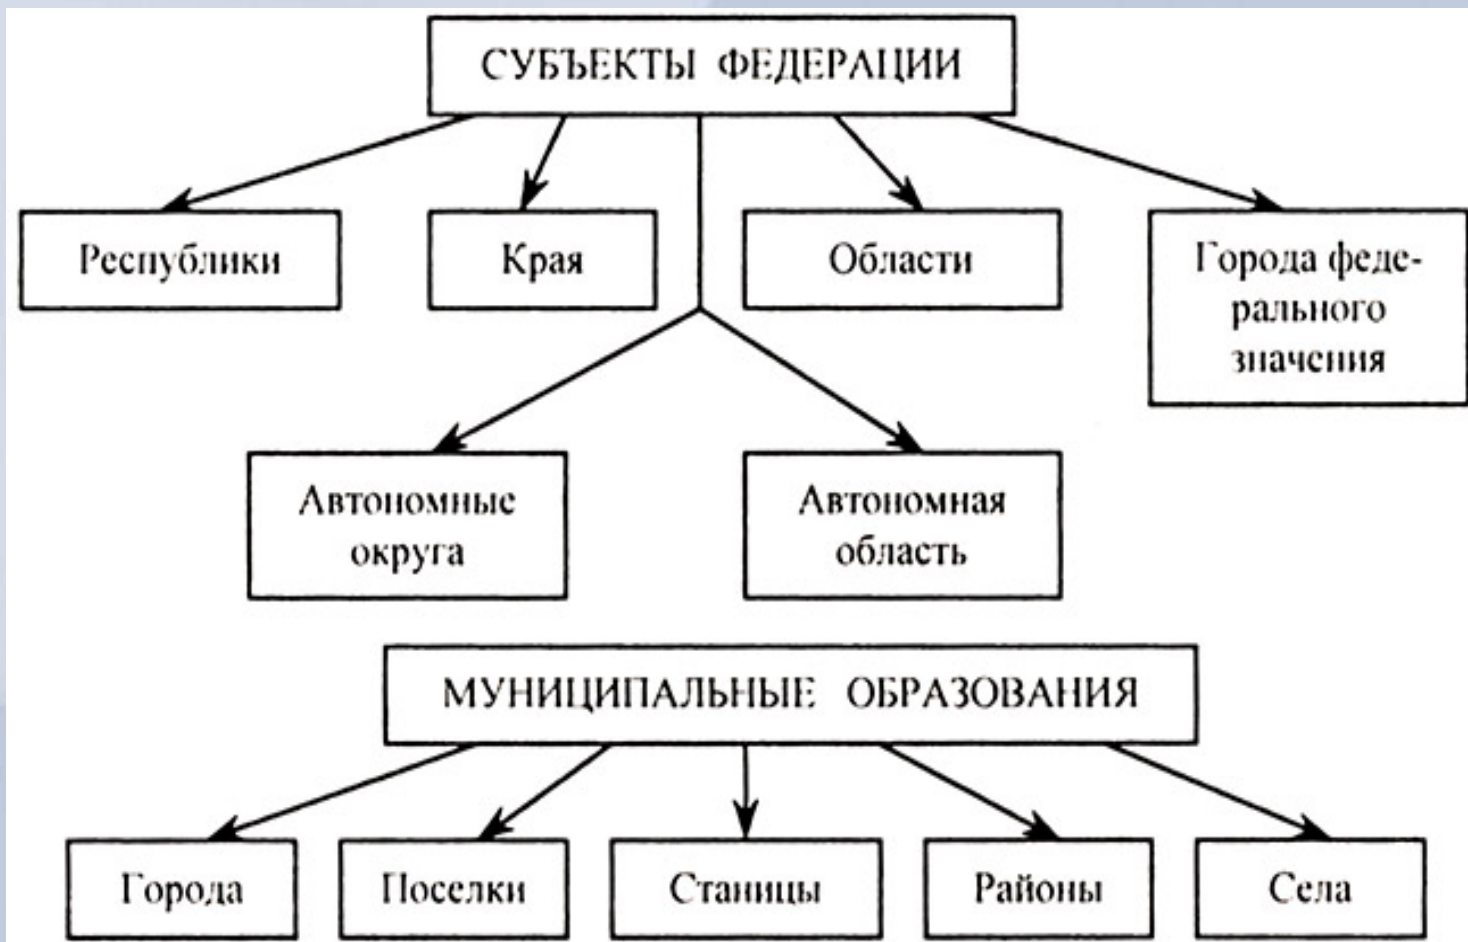 СУБЪЕКТЫ ФЕДЕРАЦИИ
Республики
Края
Области
Города феде-
рального
значения
Автономные
округа
Автономная
область
МУНИЦИПАЛЬНЫЕ ОБРАЗОВАНИЯ
Города
Поселки
Станицы
Районы
Села